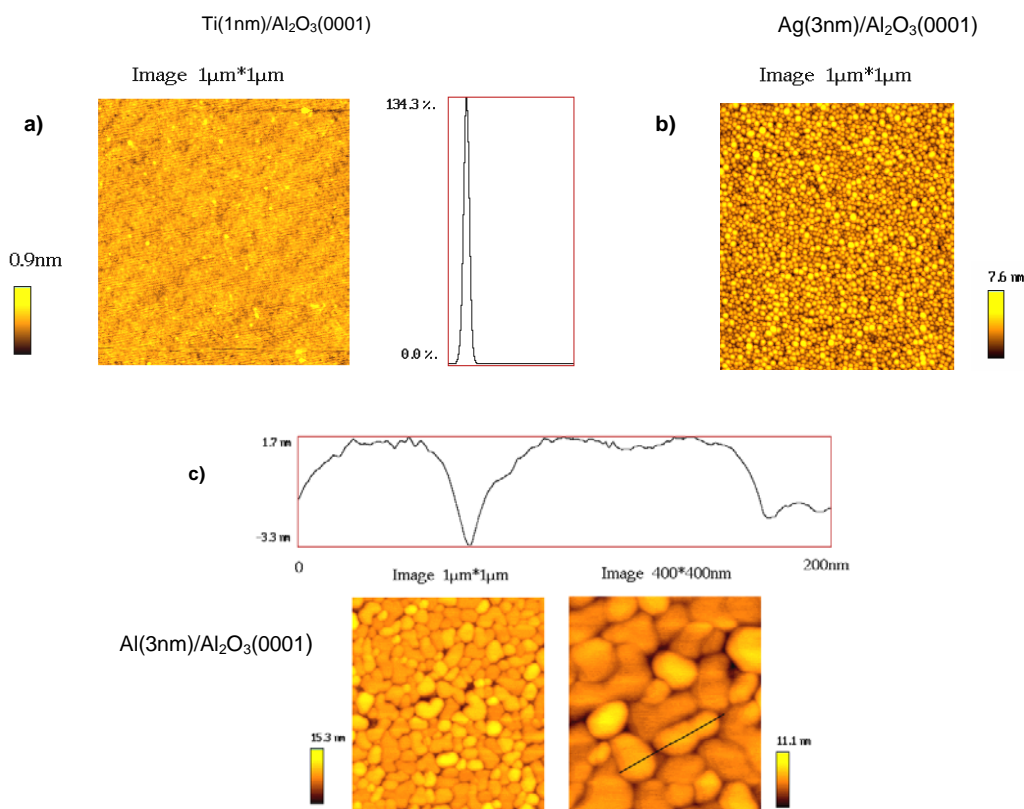 Ti(1nm)/Al₂O₃(0001)
Ag(3nm)/Al₂O₃(0001)
Image 1µm*1µm
Image 1µm*1µm
a)
134.3 ‰.
b)
0.9nm
7.6 nm
0.0 ‰.
c)
1.7 nm
-3.3 nm
0
200nm
Image 1µm*1µm
Image 400*400nm
Al(3nm)/Al₂O₃(0001)
15.3 nm
11.1 nm